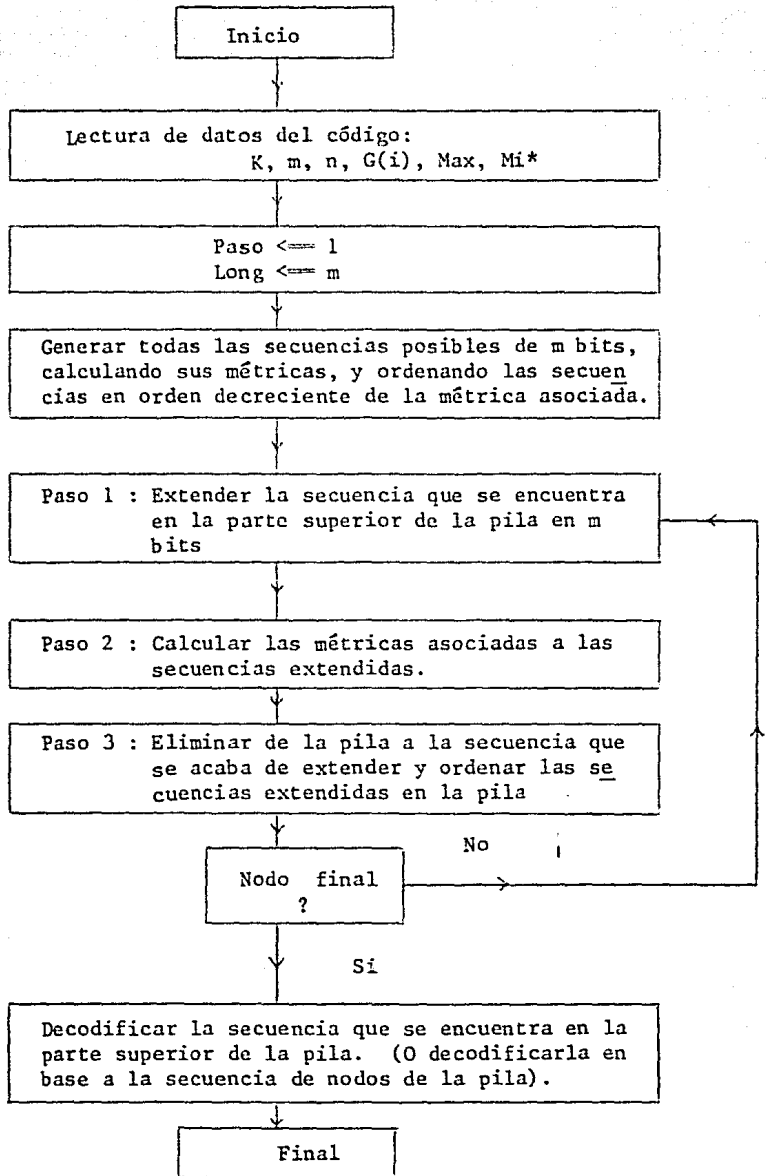 Inicio
Lectura de datos del código:
K, m, n, G(i), Max, Mi*
Paso <== 1
Long <== m
Generar todas las secuencias posibles de m bits,
calculando sus métricas, y ordenando las secuen
cias en orden decreciente de la métrica asociada.
Paso 1 : Extender la secuencia que se encuentra
en la parte superior de la pila en m
bits
Paso 2 : Calcular las métricas asociadas a las
secuencias extendidas.
Paso 3 : Eliminar de la pila a la secuencia que
se acaba de extender y ordenar las se
cuencias extendidas en la pila
No
Nodo final
?
Si
Decodificar la secuencia que se encuentra en la
parte superior de la pila. (O decodificarla en
base a la secuencia de nodos de la pila).
Final